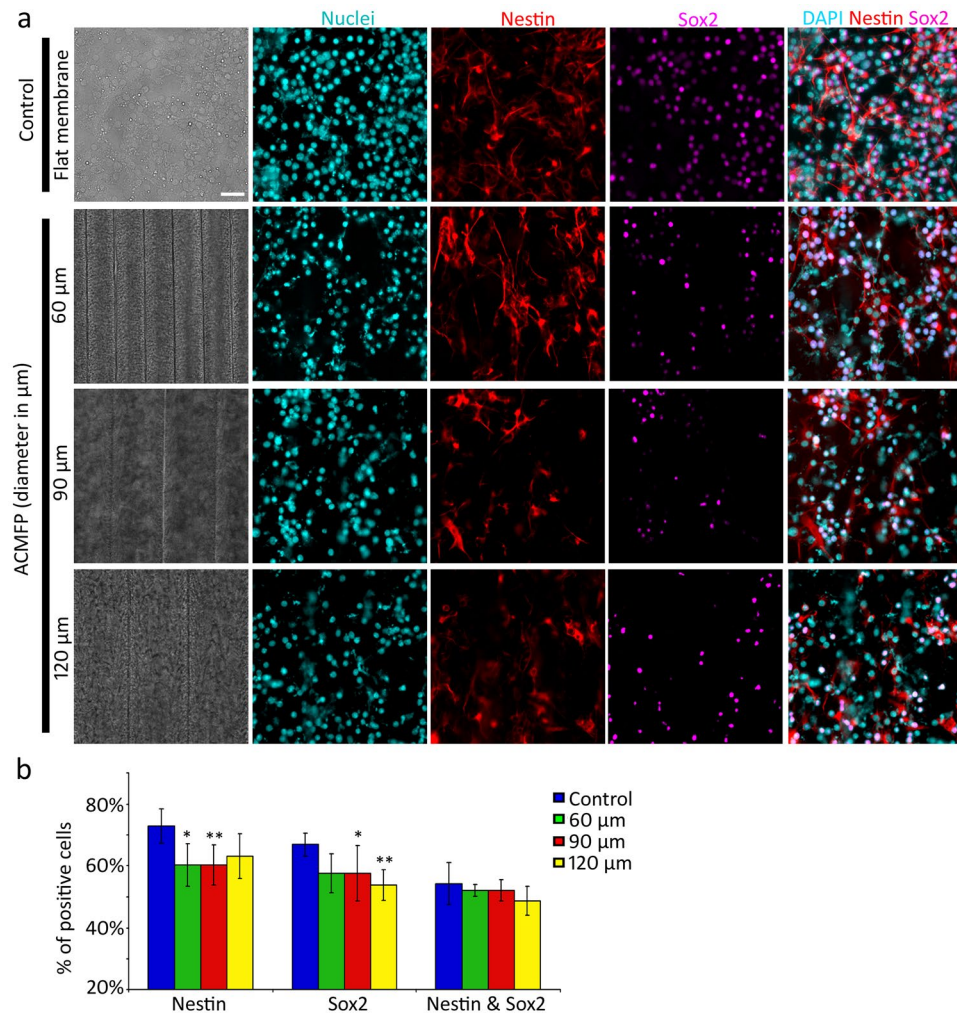 a
Nuclei
Nestin
Sox2
DAPI Nestin Sox2
Control
Flat membrane
ACMFP (diameter in µm)
60 µm
90 µm
120 µm
b
% of positive cells
80%
60%
40%
20%
* **
* **
Nestin
Sox2
Nestin & Sox2
Control
60 µm
90 µm
120 µm